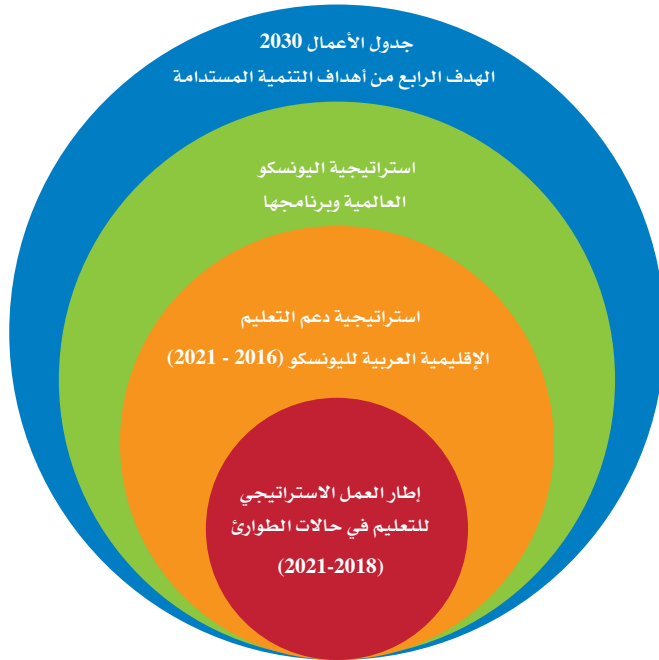 جدول الأعمال 2030
الهدف الرابع من أهداف التنمية المستدامة
استراتيجية اليونسكو
العالمية وبرنامجها
استراتيجية دعم التعليم
الإقليمية العربية لليونسكو (2016 - 2021)
إطار العمل الاستراتيجي
للتعليم في حالات الطوارئ
(2018-2021)